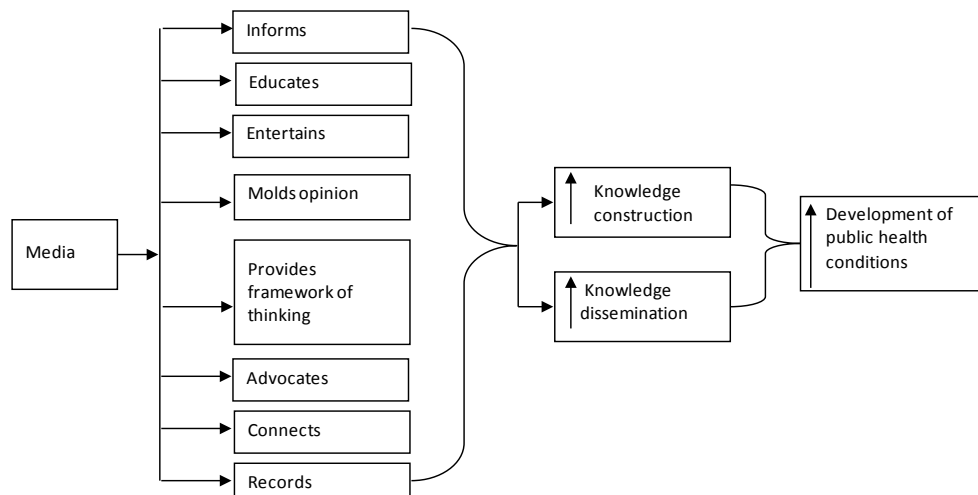 Media
Informs
Educates
Entertains
Molds opinion
Provides
framework of
thinking
Advocates
Connects
Records
Knowledge
construction
Knowledge
dissemination
Development of
public health
conditions